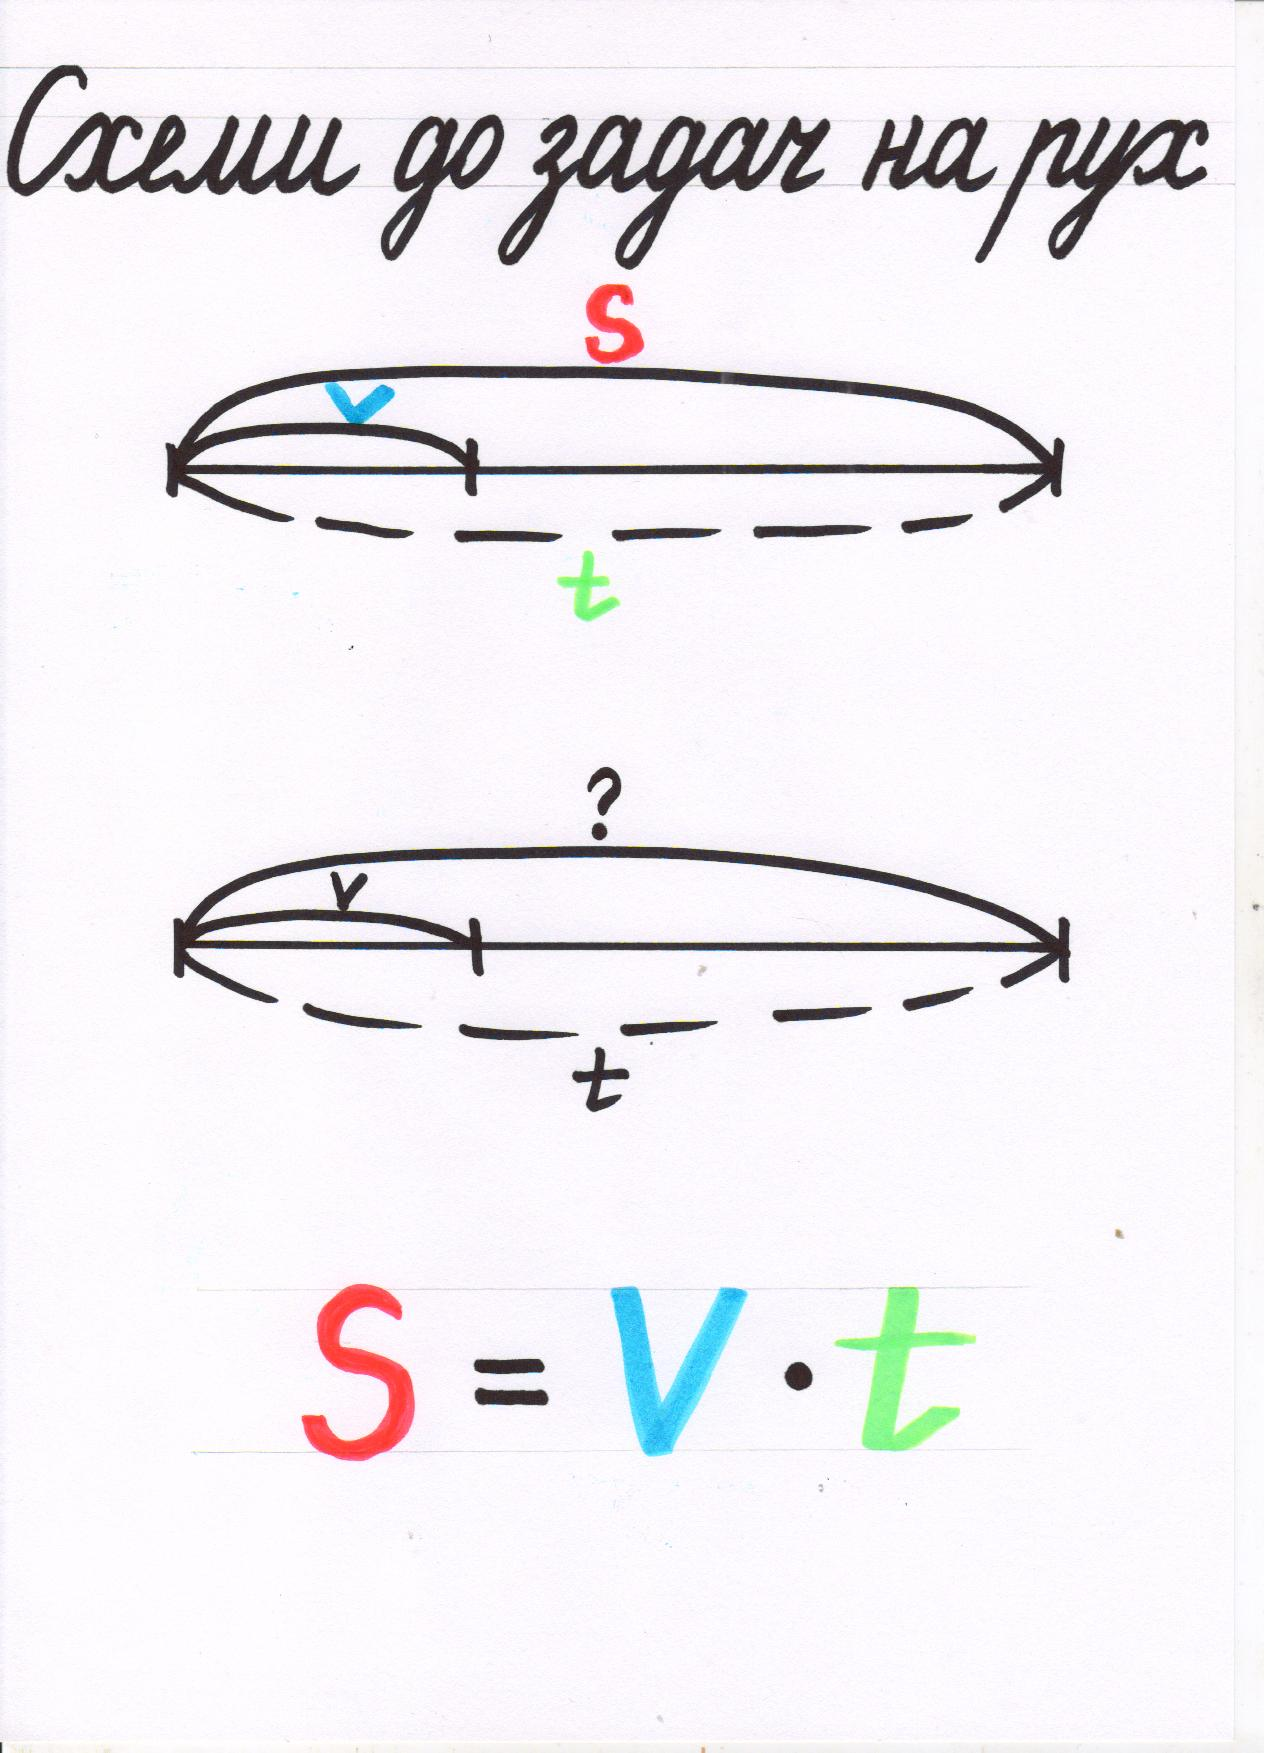 Схеми до задач на рух
S
v
t
?
v
t
S = V · t